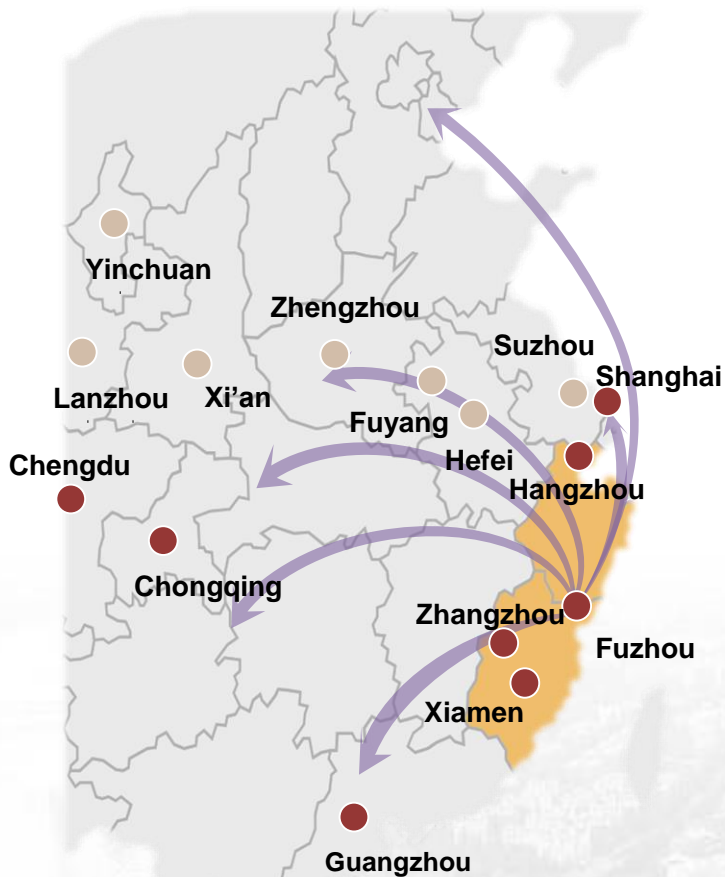 Yinchuan
Zhengzhou
Suzhou
Shanghai
Lanzhou
Xi’an
Fuyang
Hefei
Chengdu
Hangzhou
Chongqing
Zhangzhou
Fuzhou
Xiamen
Guangzhou